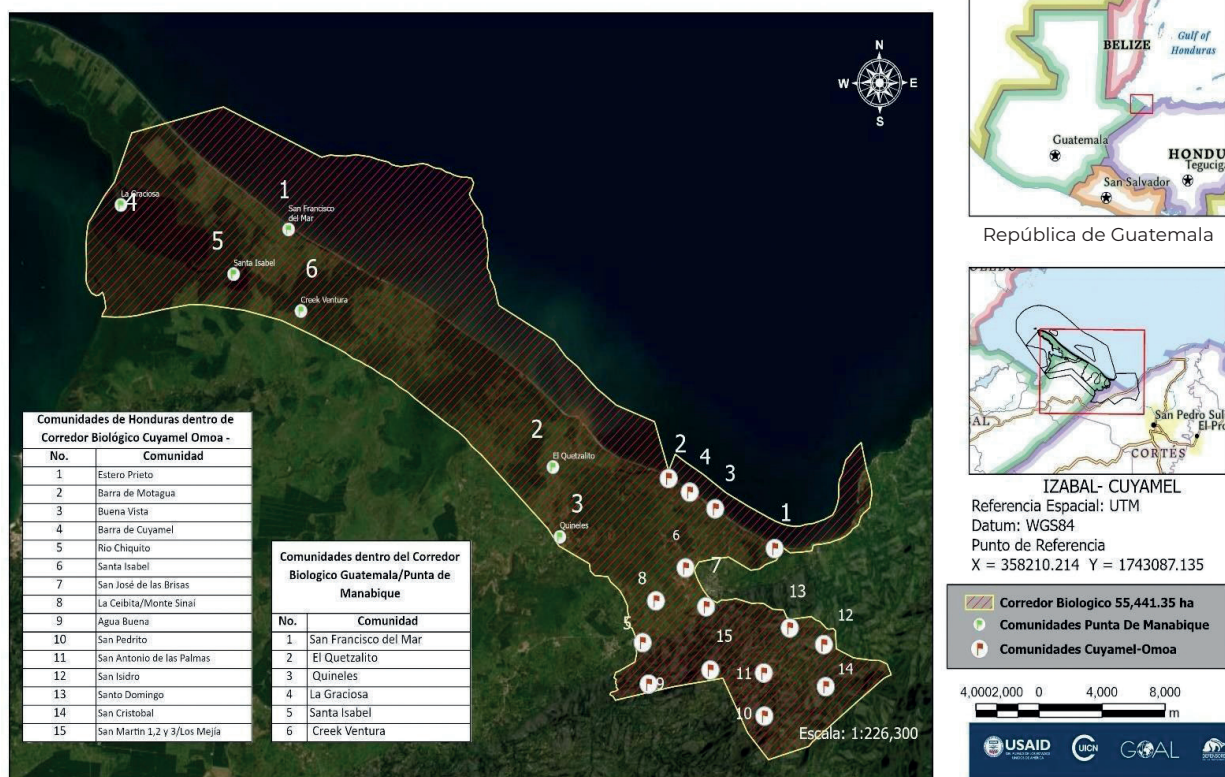 N
W E
S
La Graciosa
4
1
San Francisco
del Mar
5
Santa Isabel
6
Creek Ventura
2
El Quetzalito
3
Quineles
2
4
3
1
6
7
8
13
12
5
15
11
14
9
10
Escala: 1:226,300
Comunidades de Honduras dentro de
Corredor Biológico Cuyamel Omoa -
No. Comunidad
1 Estero Prieto
2 Barra de Motagua
3 Buena Vista
4 Barra de Cuyamel
5 Rio Chiquito
6 Santa Isabel
7 San José de las Brisas
8 La Ceibita/Monte Sinaí
9 Agua Buena
10 San Pedrito
11 San Antonio de las Palmas
12 San Isidro
13 Santo Domingo
14 San Cristobal
15 San Martin 1,2 y 3/Los Mejía
Comunidades dentro del Corredor
Biologico Guatemala/Punta de
Manabique
No. Comunidad
1 San Francisco del Mar
2 El Quetzalito
3 Quineles
4 La Graciosa
5 Santa Isabel
6 Creek Ventura
BELIZE
Gulf of
Honduras
Guatemala
HONDU
Teguciga
San Salvador
República de Guatemala
San Pedro Sul
El Pro
CORTÉS
IZABAL- CUYAMEL
Referencia Espacial: UTM
Datum: WGS84
Punto de Referencia
X = 358210.214 Y = 1743087.135
Corredor Biologico 55,441.35 ha
Comunidades Punta De Manabique
Comunidades Cuyamel-Omoa
4,0002,000 0 4,000 8,000
m
USAID
UICN
GOAL